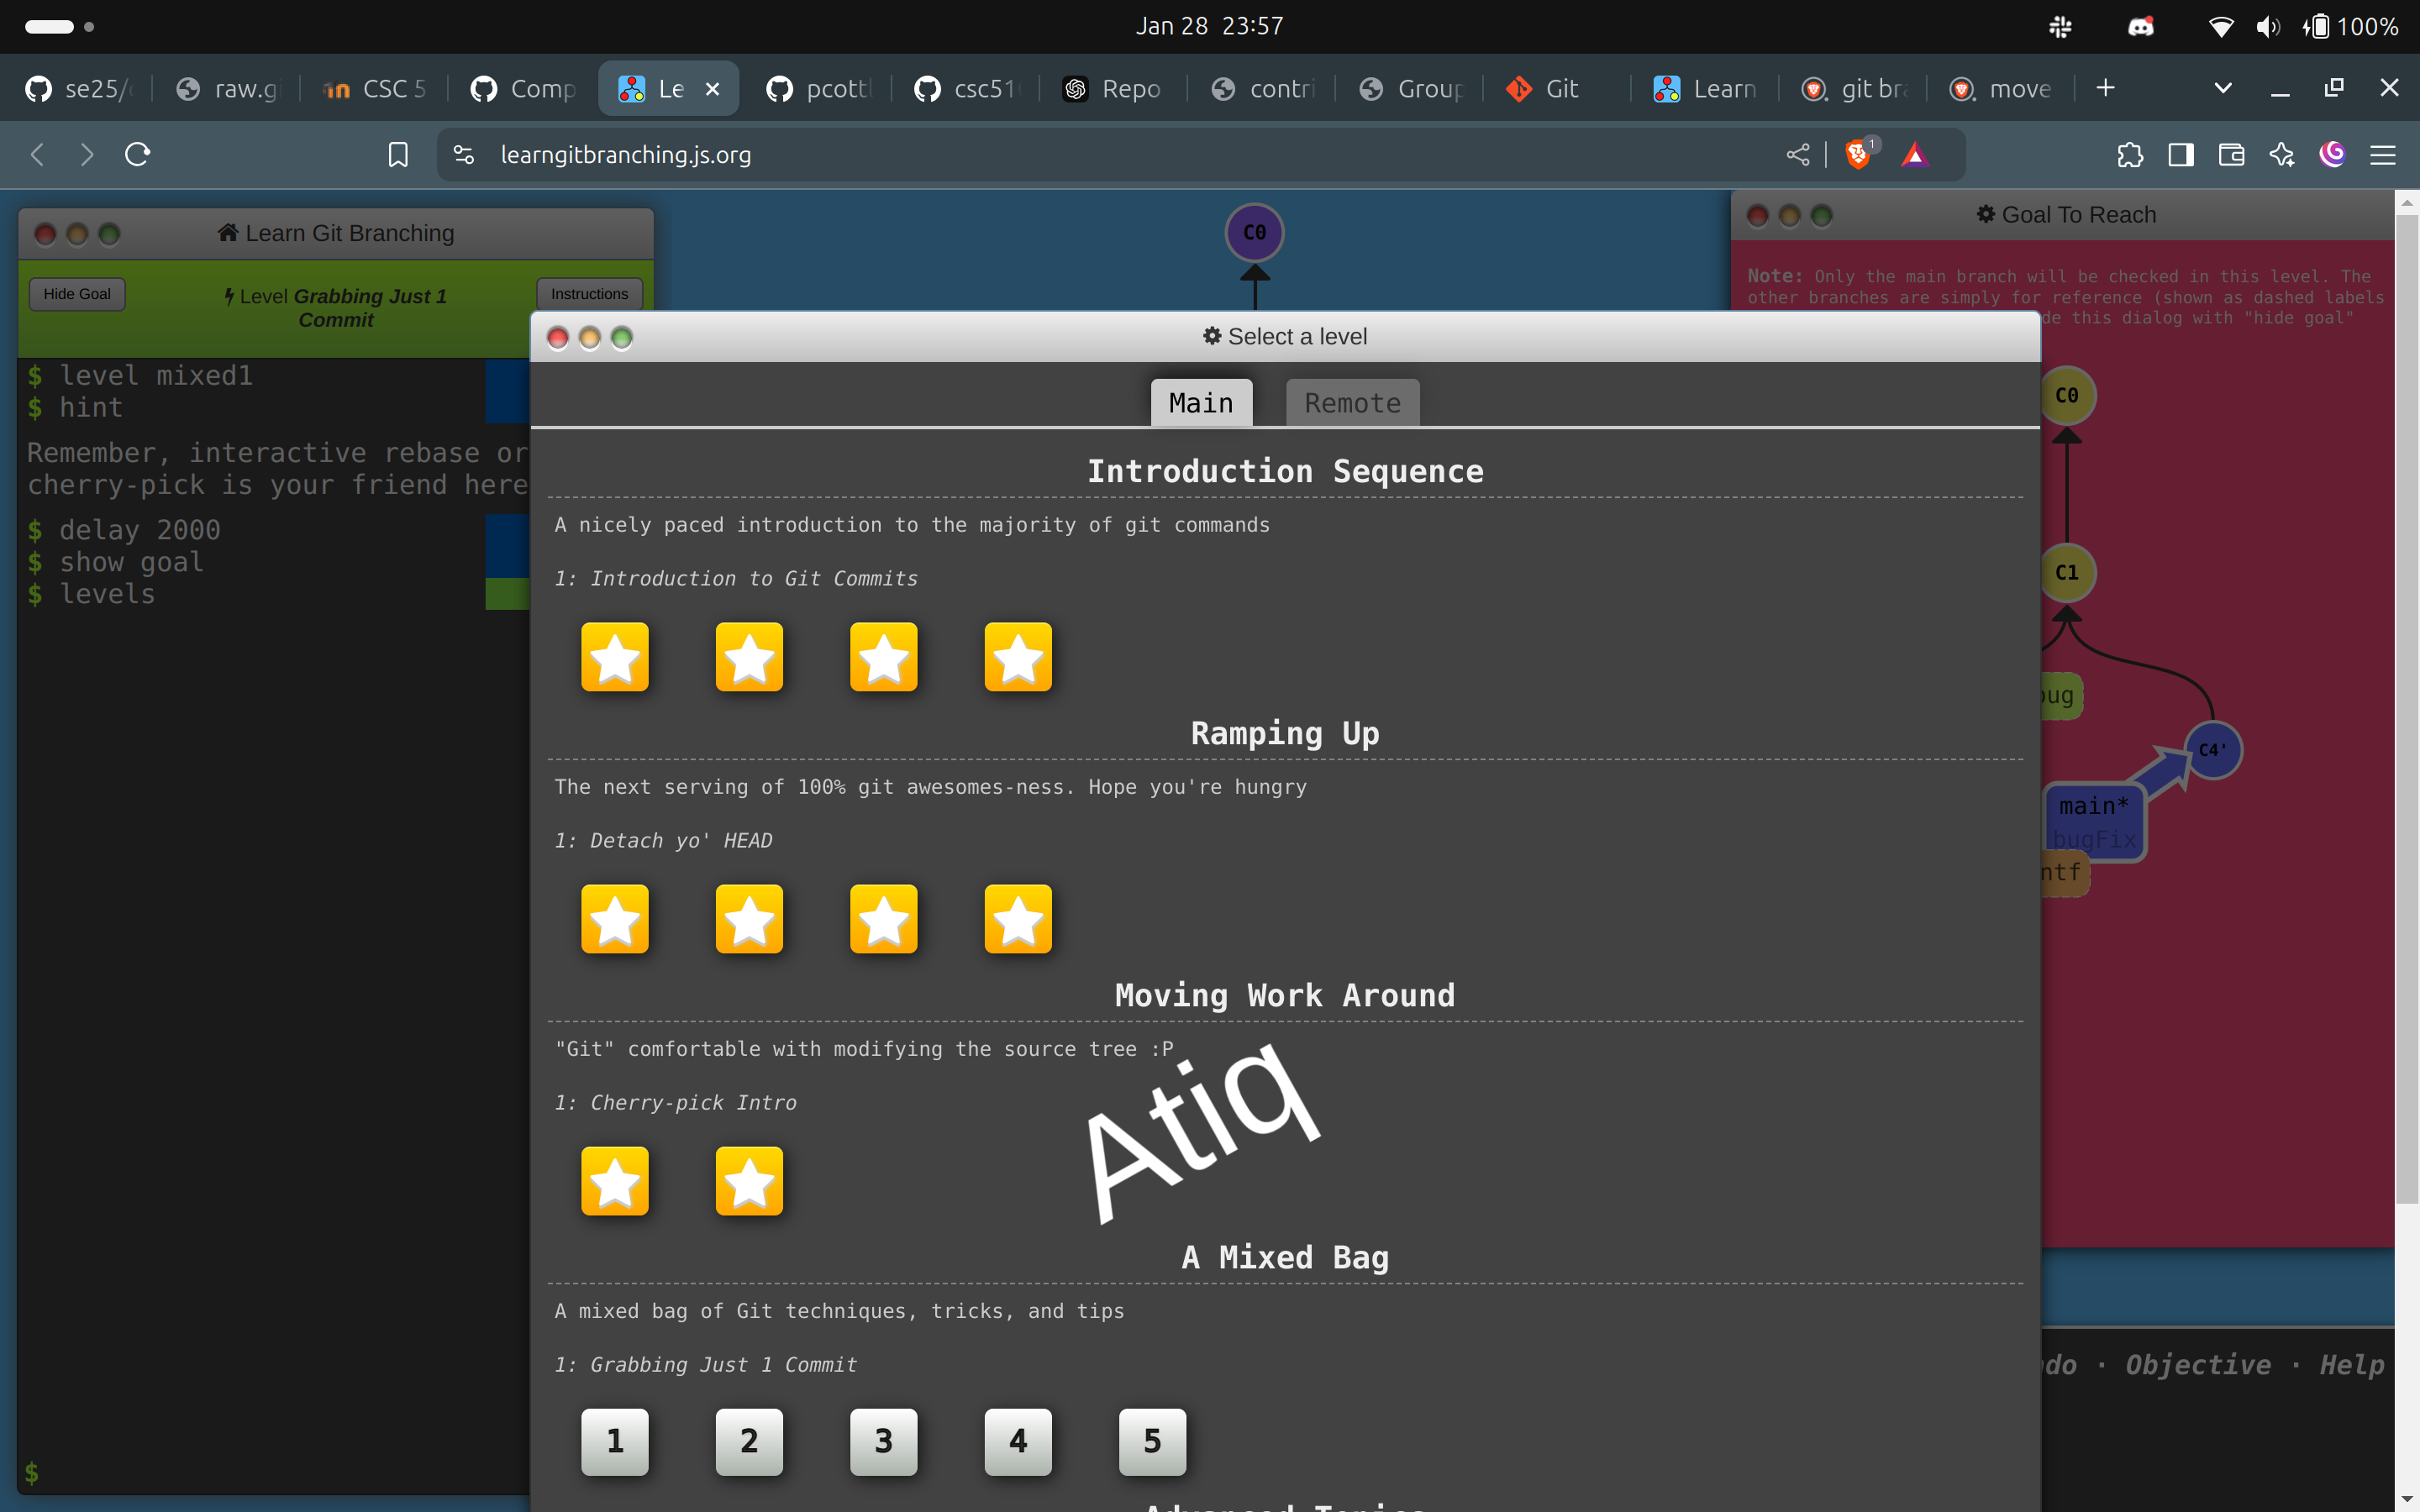 Jan 28 23:57
100%
se25/
raw.gi
CSC 5
Comp
Le
pcottl
csc51
Repo
contri
Group
Git
Learn
git bra
move
learngitbranching.js.org
1
Learn Git Branching
Hide Goal
Level Grabbing Just 1
Commit
Instructions
$ level mixed1
$ hint
Remember, interactive rebase or
cherry-pick is your friend here
$ delay 2000
$ show goal
$ levels
$
C0
Goal To Reach
Note: Only the main branch will be checked in this level. The
other branches are simply for reference (shown as dashed labels
de this dialog with "hide goal"
C0
C1
bug
C4'
main*
bugFix
ntf
Select a level
Main
Remote
Introduction Sequence
A nicely paced introduction to the majority of git commands
1: Introduction to Git Commits
Ramping Up
The next serving of 100% git awesomes-ness. Hope you're hungry
1: Detach yo' HEAD
Moving Work Around
"Git" comfortable with modifying the source tree :P
1: Cherry-pick Intro
Atiq
A Mixed Bag
A mixed bag of Git techniques, tricks, and tips
1: Grabbing Just 1 Commit
1 2 3 4 5
Advanced Topics
do · Objective · Help